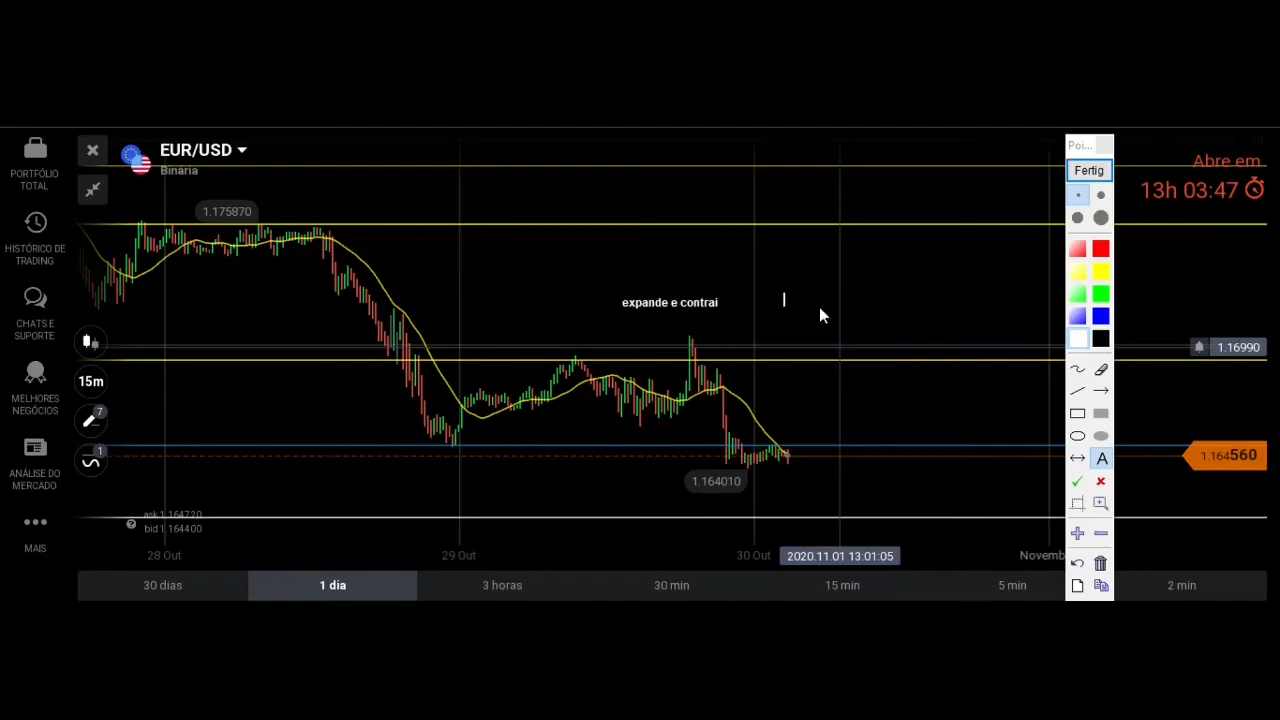 EUR/USD
Binária
PORTFÓLIO
TOTAL
HISTÓRICO DE
TRADING
CHATS E
SUPORTE
MELHORES
NEGÓCIOS
ANÁLISE DO
MERCADO
MAIS
15m
7
1
1.175870
expande e contrai
1.164010
ask 1.164720
bid 1.164400
28 Out
29 Out
30 Out
2020.11.01 13:01:05
Novemb
30 dias
1 dia
3 horas
30 min
15 min
5 min
2 min
Poi...
Fertig
A
Abre em
13h 03:47
1.16990
1.164560